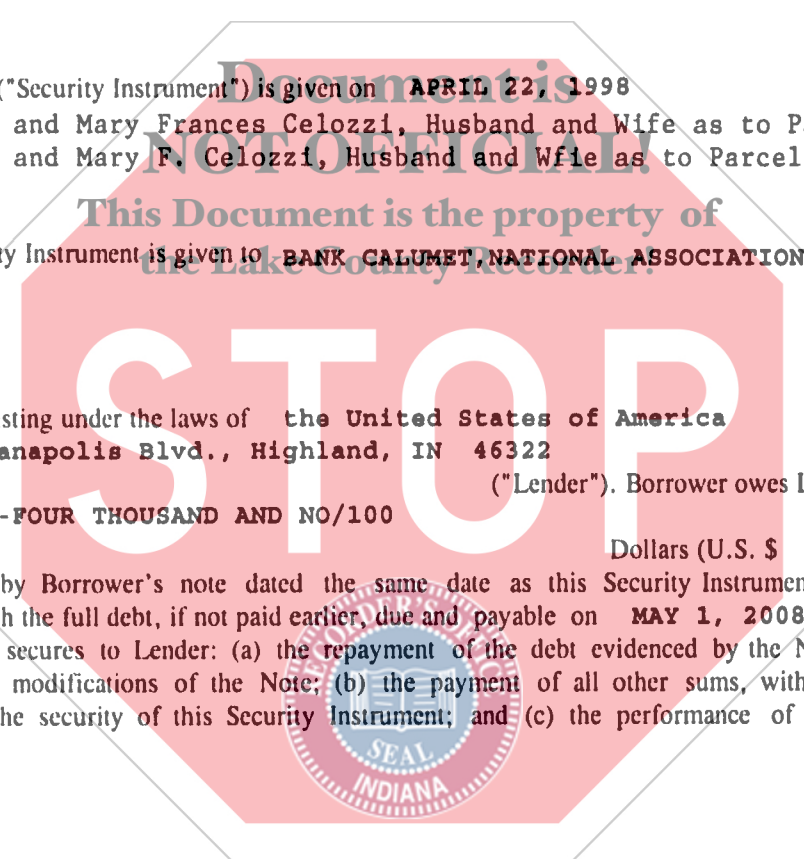 Document is
("Security Instrument") is given on APRIL 22, 1998
and Mary Frances Celozzi, Husband and Wife as to P
NOT OFFICIAL!
and Mary F. Celozzi, Husband and Wfie as to Parcel
This Document is the property of
ty Instrument is given to BANK CALUMET,NATIONAL ASSOCIATION
the Lake County Recorder!
STOP
sting under the laws of the United States of America
anapolis Blvd., Highland, IN 46322
("Lender"). Borrower owes L
-FOUR THOUSAND AND NO/100
Dollars (U.S. $
by Borrower's note dated the same date as this Security Instrumen
h the full debt, if not paid earlier, due and payable on MAY 1, 2008
secures to Lender: (a) the repayment of the debt evidenced by the N
modifications of the Note; (b) the payment of all other sums, with
he security of this Security Instrument; and (c) the performance of
RECORDER'S OFFICE
SEAL
INDIANA